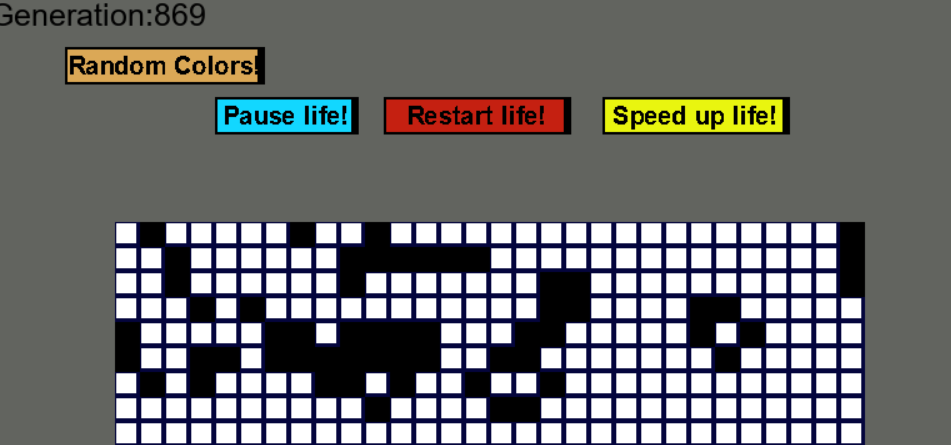 Generation:869
Random Colors!
Pause life!
Restart life!
Speed up life!